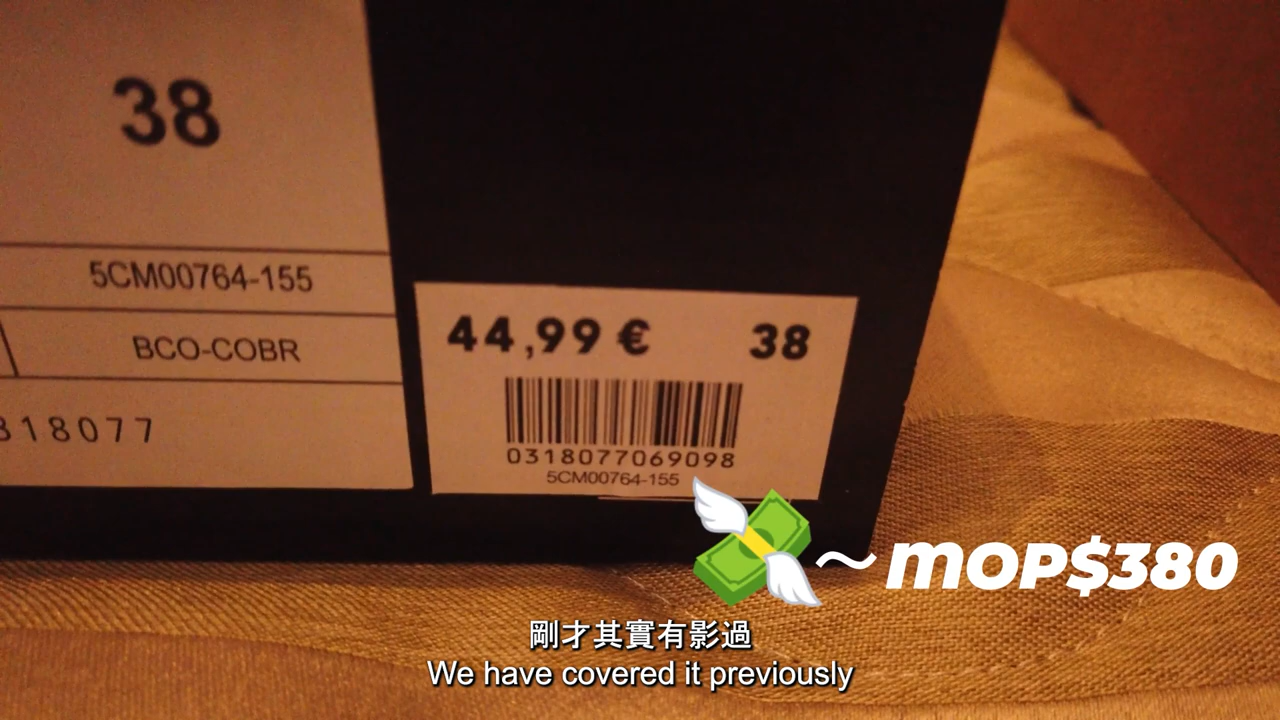 38
5CM00764-155
BCO-COBR
318077
44,99 € 38
0318077069098
5CM00764-155
~MOP$380
剛才其實有影過
We have covered it previously